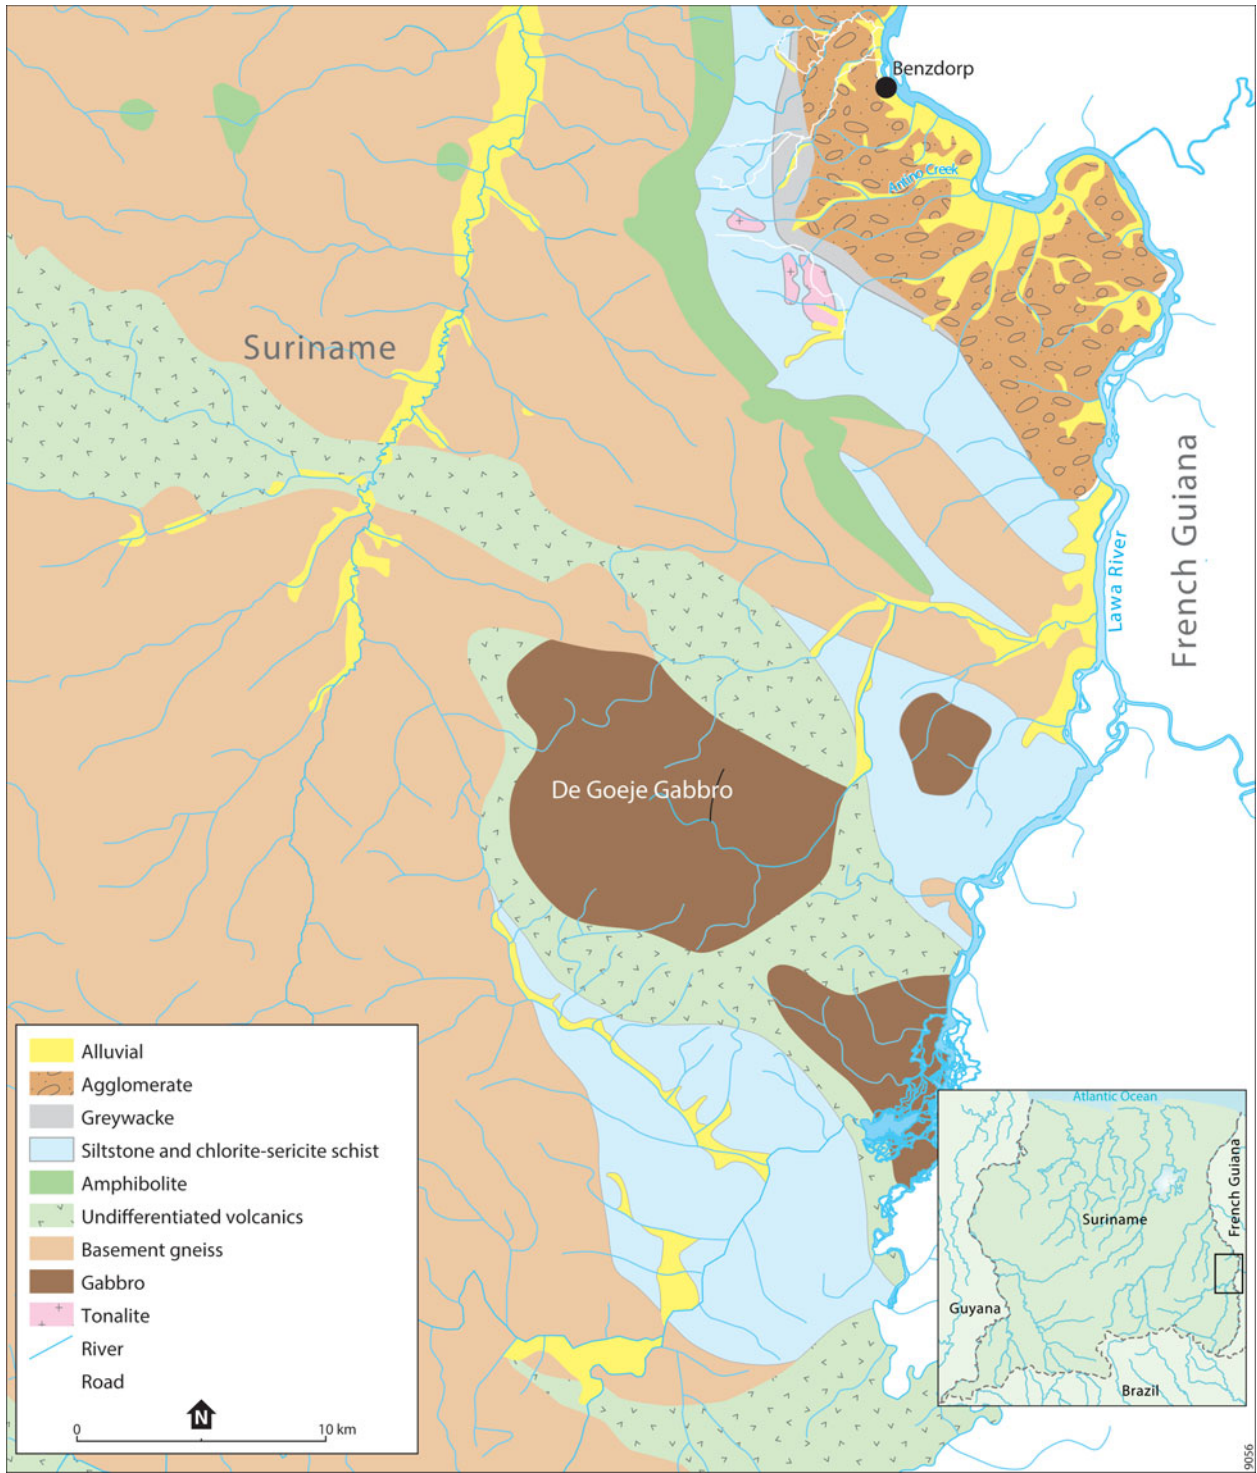 Benzdorp
Antino Creek
Suriname
French Guiana
Lawa River
De Goeje Gabbro
Alluvial
Agglomerate
Greywacke
Siltstone and chlorite-sericite schist
Amphibolite
Undifferentiated volcanics
Basement gneiss
Gabbro
Tonalite
River
Road
N
0 10 km
Atlantic Ocean
French Guiana
Suriname
Guyana
Brazil
9056